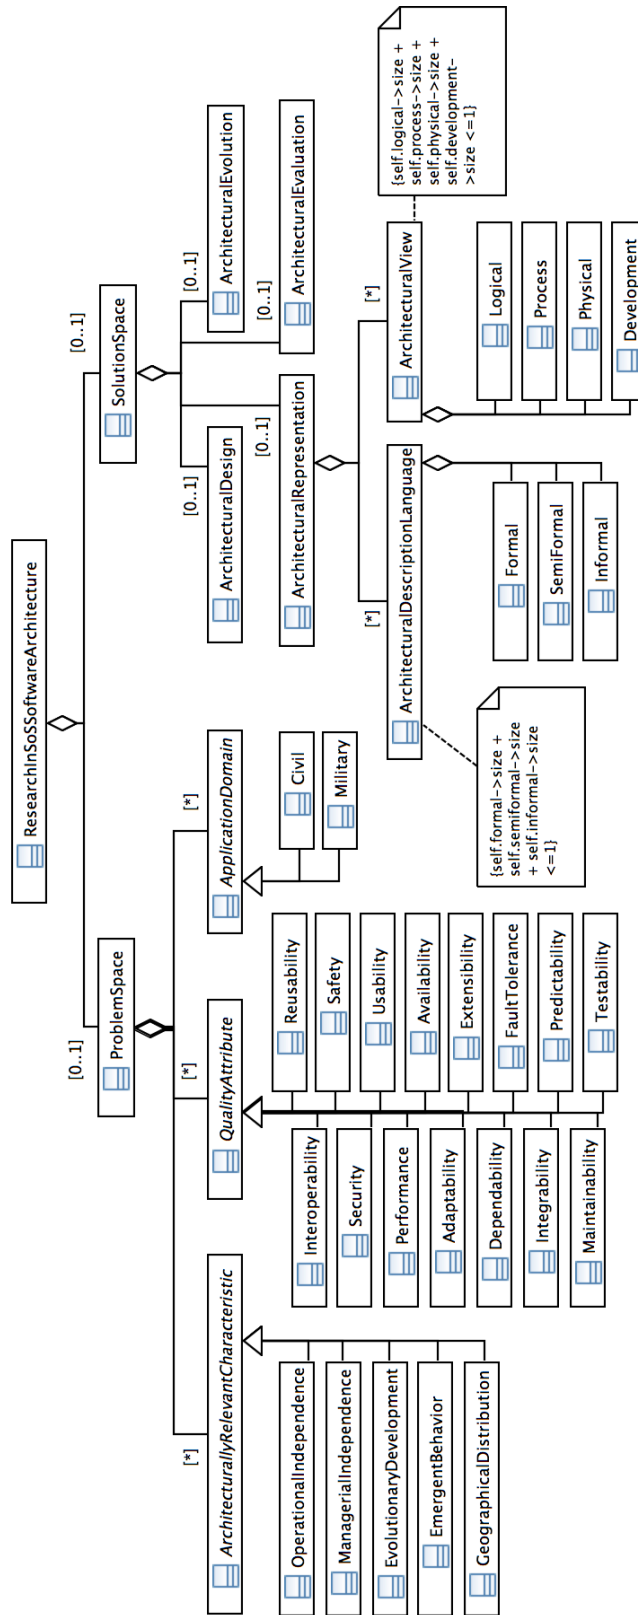 ResearchInSoSSoftwareArchitecture
[0..1]
[0..1]
ProblemSpace
SolutionSpace
[*]
[*]
[*]
[0..1]
[0..1]
ArchitecturallyRelevantCharacteristic
QualityAttribute
ApplicationDomain
ArchitecturalDesign
ArchitecturalEvolution
[0..1]
[0..1]
OperationalIndependence
ManagerialIndependence
EvolutionaryDevelopment
EmergentBehavior
GeographicalDistribution
Interoperability
Security
Performance
Adaptability
Dependability
Integrability
Maintainability
Reusability
Safety
Usability
Availability
Extensibility
FaultTolerance
Predictability
Testability
Civil
Military
ArchitecturalRepresentation
ArchitecturalEvaluation
[*]
[*]
ArchitecturalDescriptionLanguage
ArchitecturalView
{self.logical->size +
self.process->size +
self.physical->size +
self.development-
>size <=1}
{self.formal->size +
self.semiformal->size
+ self.informal->size
<=1}
Formal
SemiFormal
Informal
Logical
Process
Physical
Development